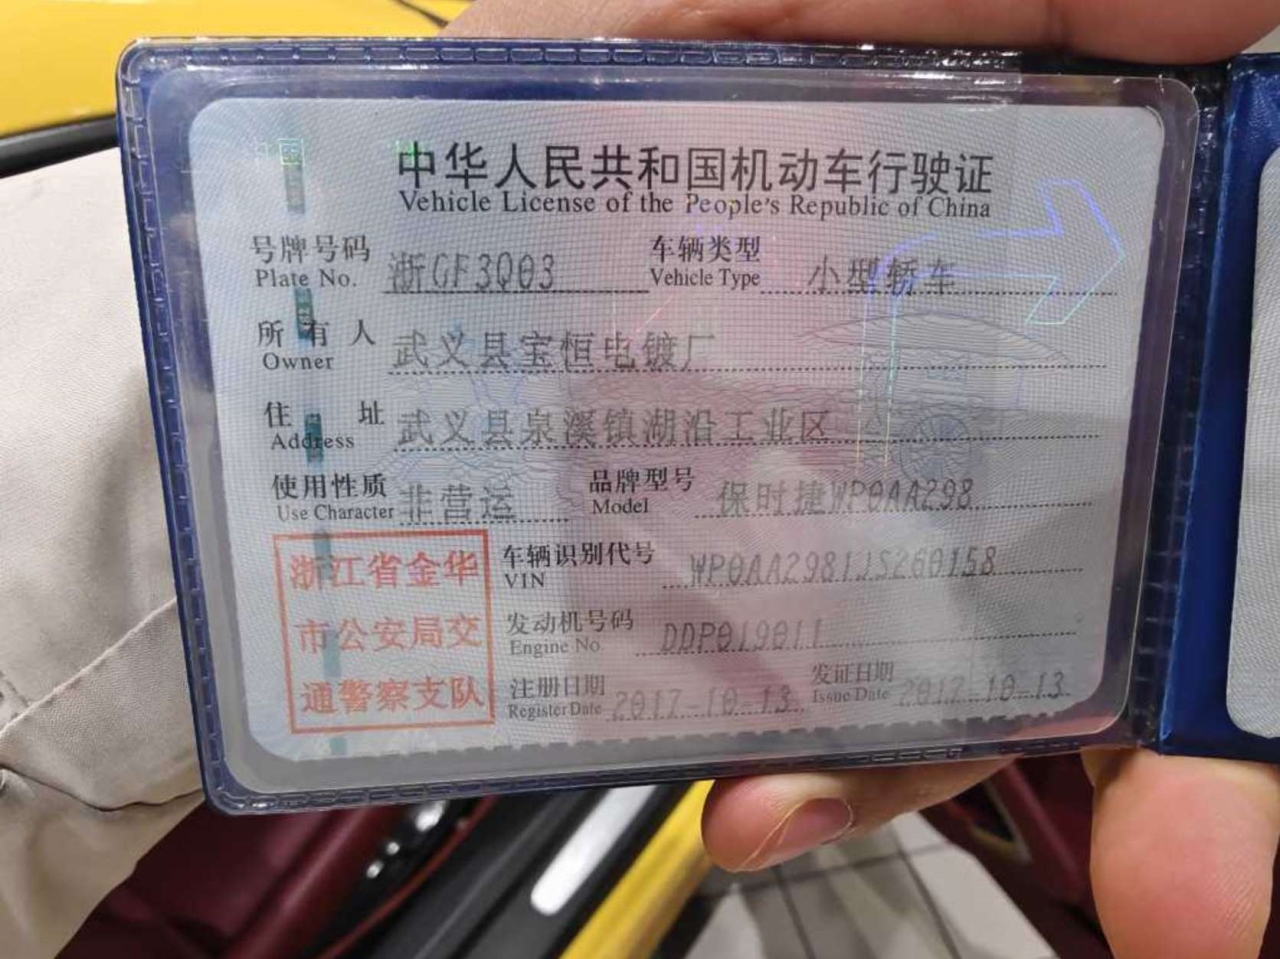 中华人民共和国机动车行驶证
Vehicle License of the People's Republic of China
号牌号码 浙GF3Q03 车辆类型 小型轿车
Plate No. Vehicle Type
所有人 武义县宝恒电镀厂
Owner
住址 武义县泉溪镇湖沿工业区
Address
使用性质 非营运 品牌型号 保时捷WP0AA298
Use Character Model
浙江省金华
市公安局交
通警察支队
车辆识别代号 WP0AA2981JS260158
VIN
发动机号码 DDP019011
Engine No.
注册日期 2017-10-13 发证日期 2017-10-13
Register Date Issue Date